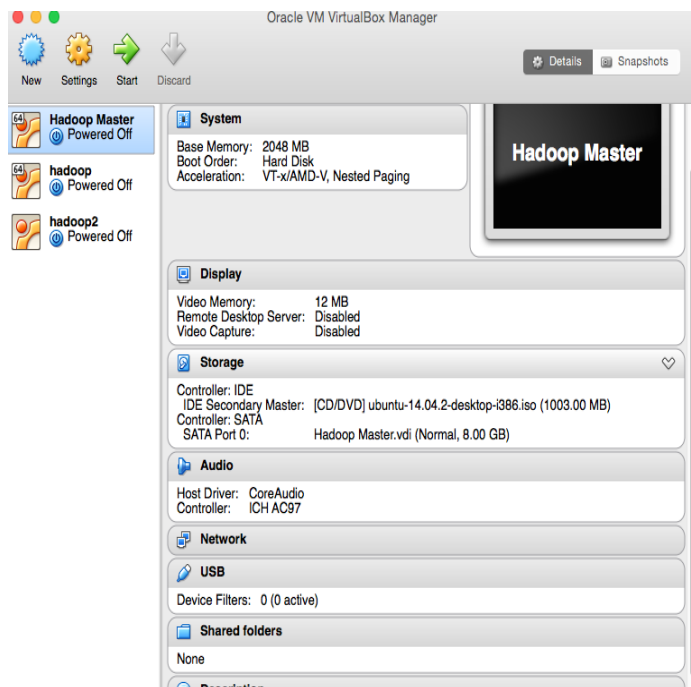 Oracle VM VirtualBox Manager
New Settings Start Discard
Details Snapshots
64 Hadoop Master
Powered Off
64 hadoop
Powered Off
hadoop2
Powered Off
System
Base Memory: 2048 MB
Boot Order: Hard Disk
Acceleration: VT-x/AMD-V, Nested Paging
Hadoop Master
Display
Video Memory: 12 MB
Remote Desktop Server: Disabled
Video Capture: Disabled
Storage
Controller: IDE
IDE Secondary Master: [CD/DVD] ubuntu-14.04.2-desktop-i386.iso (1003.00 MB)
Controller: SATA
SATA Port 0: Hadoop Master.vdi (Normal, 8.00 GB)
Audio
Host Driver: CoreAudio
Controller: ICH AC97
Network
USB
Device Filters: 0 (0 active)
Shared folders
None
Description